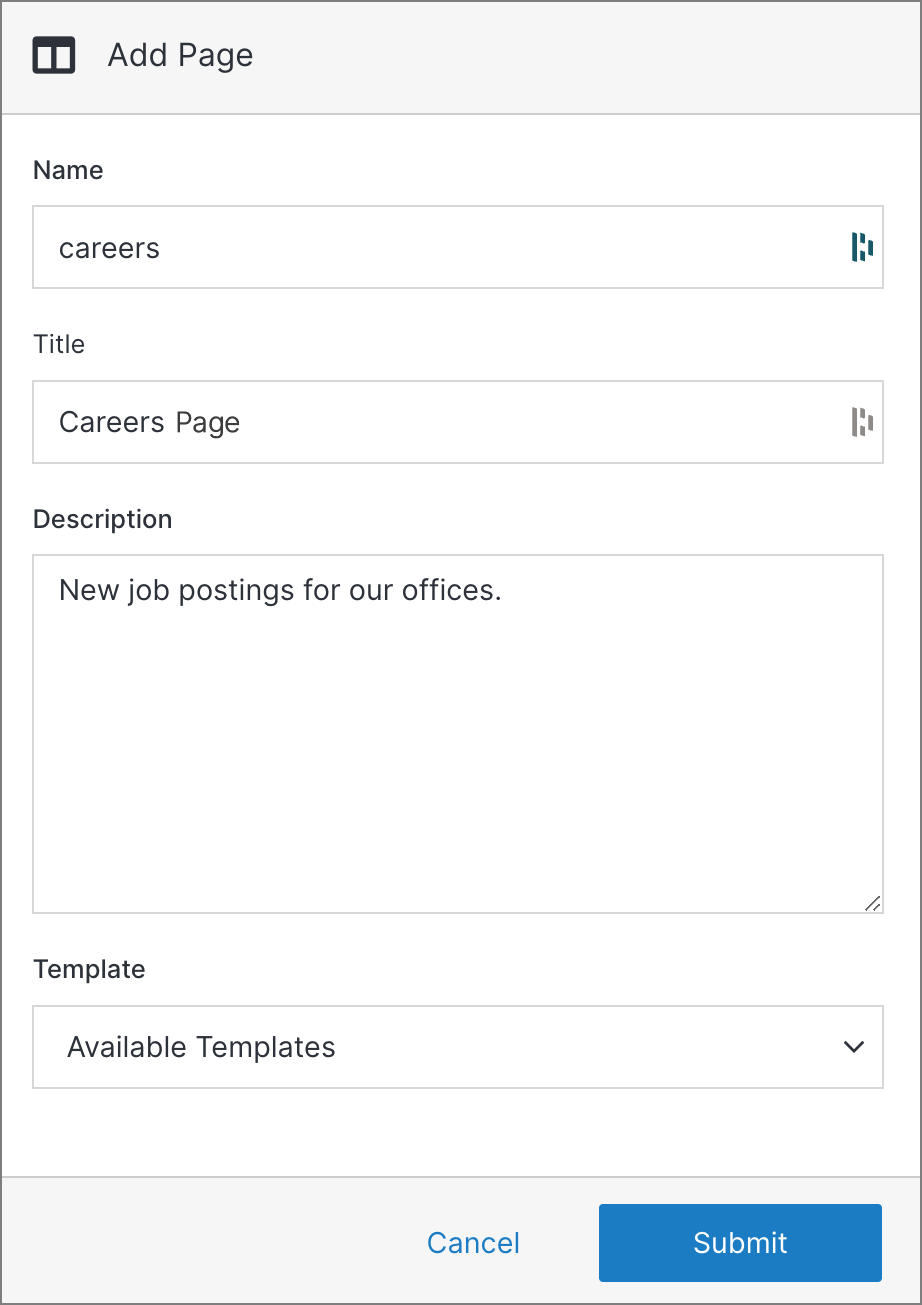 Add Page
Name
careers
Title
Careers Page
Description
New job postings for our offices.
Template
Available Templates
Cancel
Submit